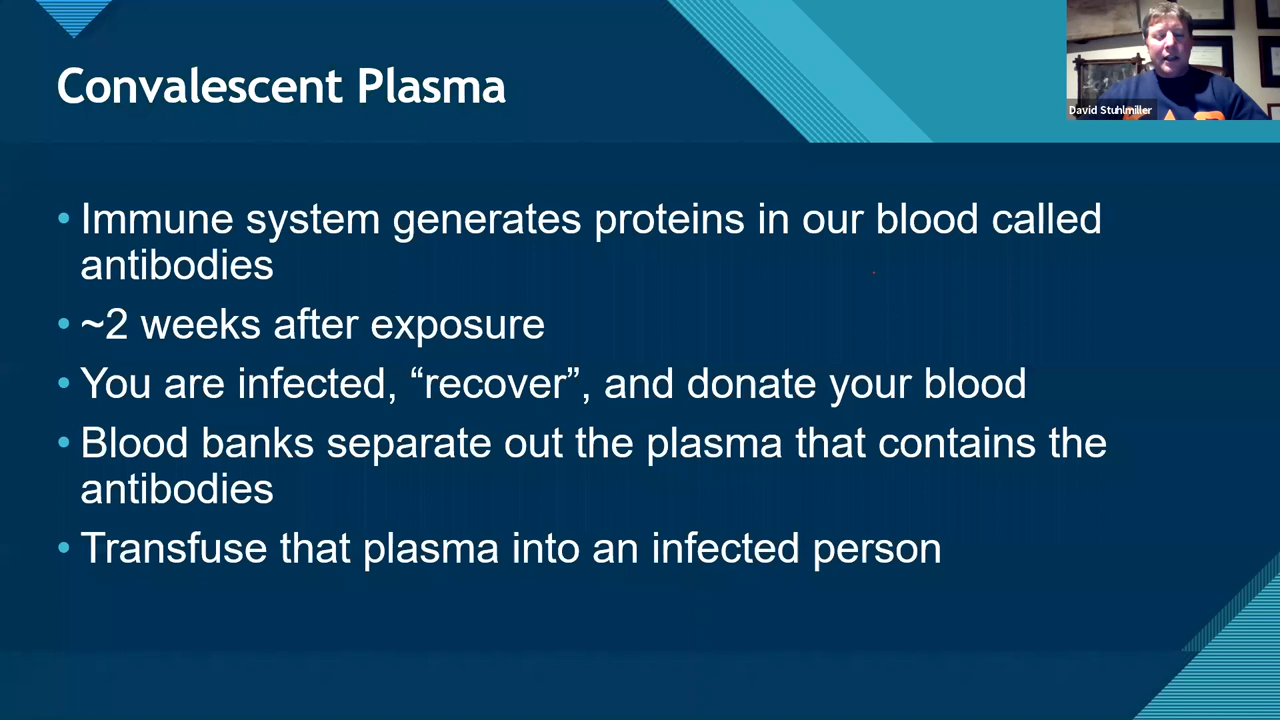 Convalescent Plasma
David Stuhlmiller
• Immune system generates proteins in our blood called
antibodies
• ~2 weeks after exposure
• You are infected, “recover”, and donate your blood
• Blood banks separate out the plasma that contains the
antibodies
• Transfuse that plasma into an infected person